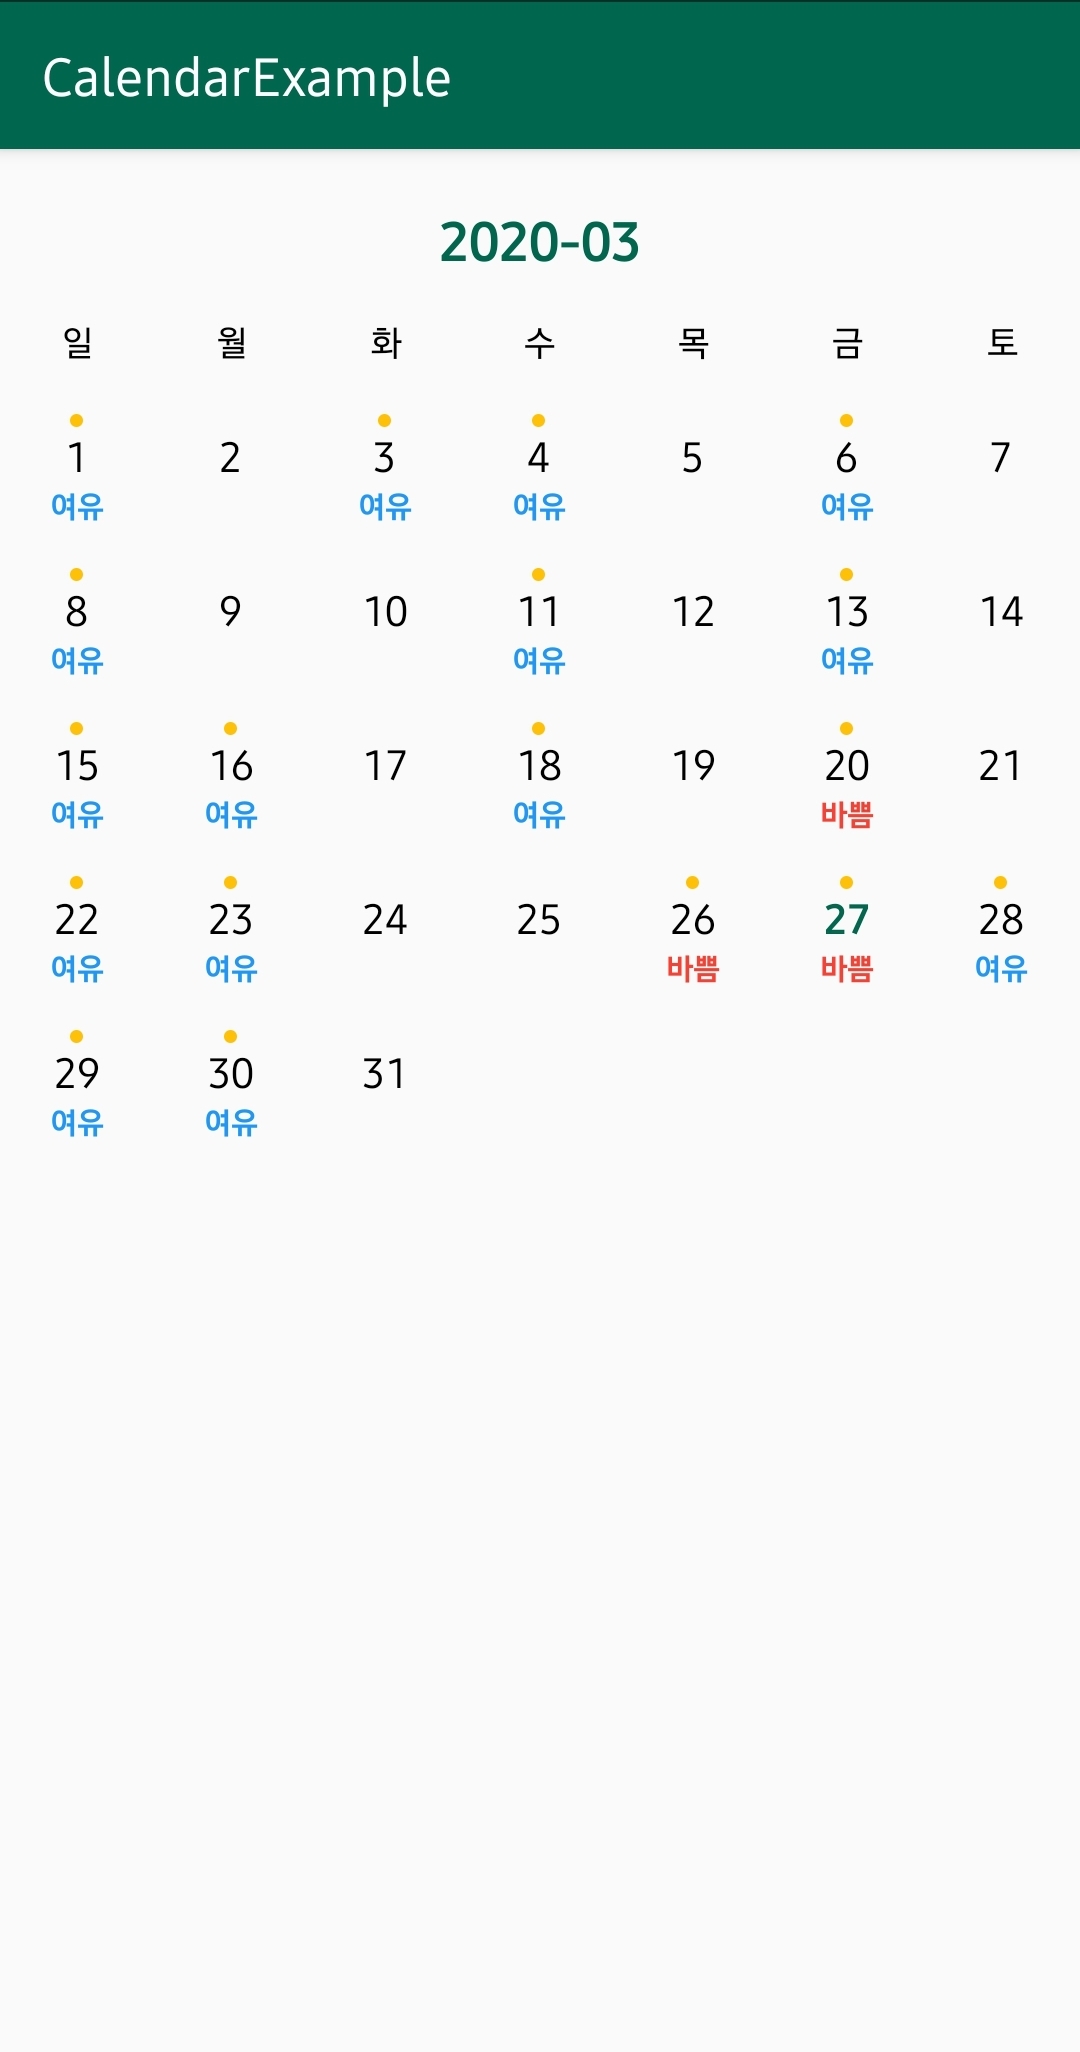 CalendarExample
2020-03
일 월 화 수 목 금 토
1 2 3 4 5 6 7
여유 여유 여유 여유
8 9 10 11 12 13 14
여유 여유 여유
15 16 17 18 19 20 21
여유 여유 여유 바쁨
22 23 24 25 26 27 28
여유 여유 바쁨 바쁨 여유
29 30 31
여유 여유